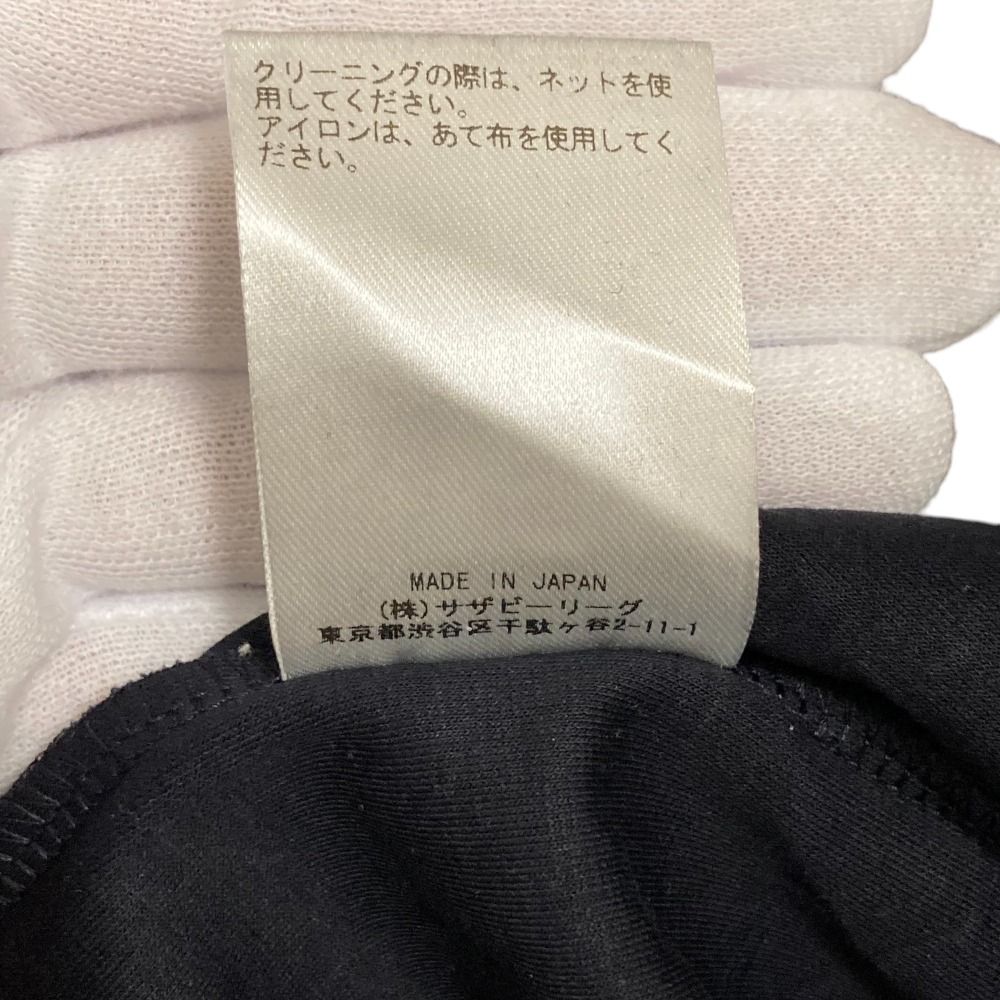 クリーニングの際は、ネットを使
用してください。
アイロンは、あて布を使用してく
ださい。
MADE IN JAPAN
(株)サザビーリーグ
東京都渋谷区千駄ヶ谷2-11-1